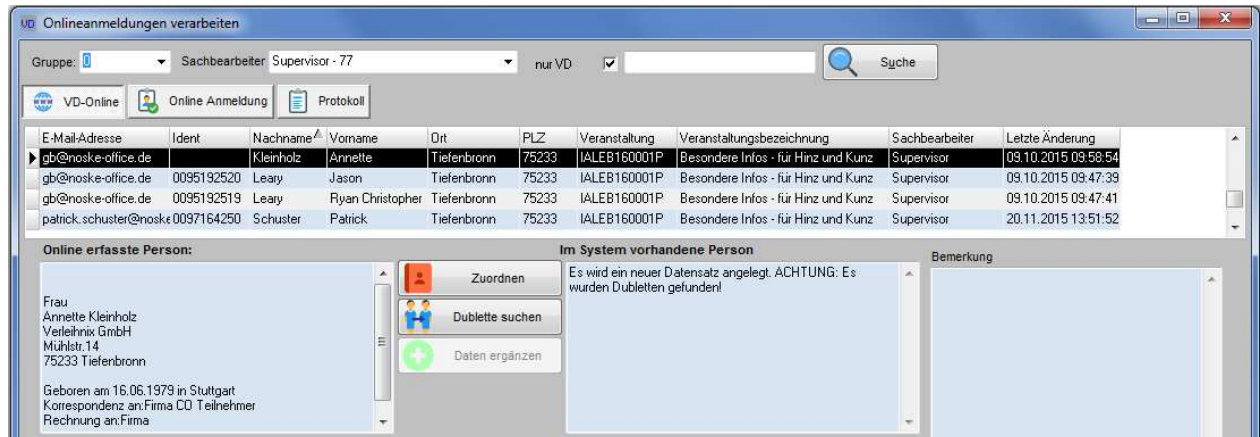 VD Onlineanmeldungen verarbeiten
Gruppe: 0 Sachbearbeiter Supervisor - 77 nur VD Suche
www VD-Online Online Anmeldung Protokoll
E-Mail-Adresse Ident Nachname Vorname Ort PLZ Veranstaltung Veranstaltungsbezeichnung Sachbearbeiter Letzte Änderung
gb@noske-office.de Kleinholz Annette Tiefenbronn 75233 IALEB160001P Besondere Infos - für Hinz und Kunz Supervisor 09.10.2015 09:58:54
gb@noske-office.de 0095192520 Leary Jason Tiefenbronn 75233 IALEB160001P Besondere Infos - für Hinz und Kunz Supervisor 09.10.2015 09:47:39
gb@noske-office.de 0095192519 Leary Ryan Christopher Tiefenbronn 75233 IALEB160001P Besondere Infos - für Hinz und Kunz Supervisor 09.10.2015 09:47:41
patrick.schuster@noske 0097164250 Schuster Patrick Tiefenbronn 75233 IALEB160001P Besondere Infos - für Hinz und Kunz Supervisor 20.11.2015 13:51:52
Online erfasste Person:
Frau
Annette Kleinholz
Verleihnix GmbH
Mühlstr.14
75233 Tiefenbronn
Geboren am 16.06.1979 in Stuttgart
Korrespondenz an:Firma CO Teilnehmer
Rechnung an:Firma
Zuordnen
Dublette suchen
Daten ergänzen
Im System vorhandene Person
Es wird ein neuer Datensatz angelegt. ACHTUNG: Es
wurden Dubletten gefunden!
Bemerkung